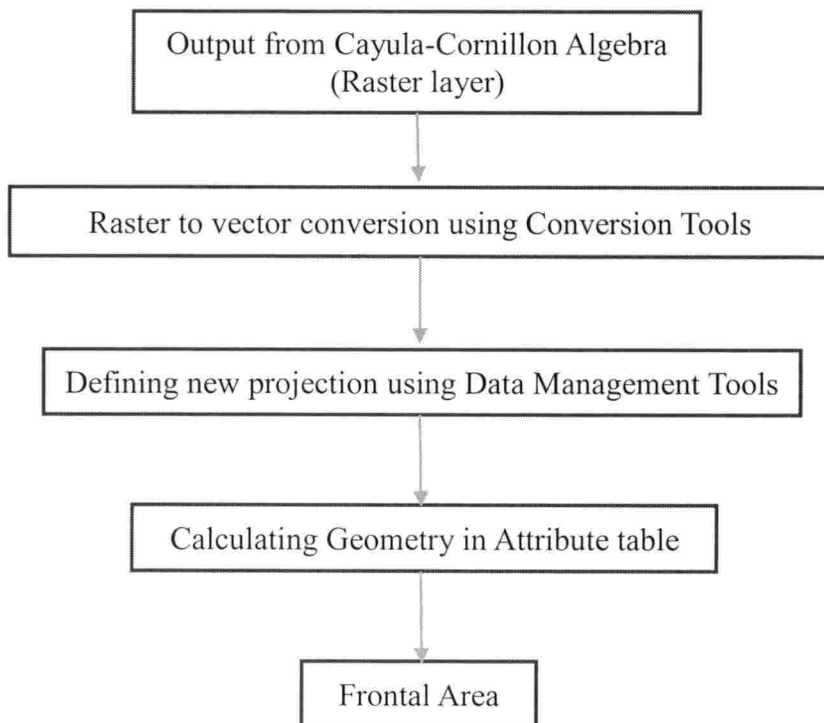 Output from Cayula-Cornillon Algebra
(Raster layer)
Raster to vector conversion using Conversion Tools
Defining new projection using Data Management Tools
Calculating Geometry in Attribute table
Frontal Area